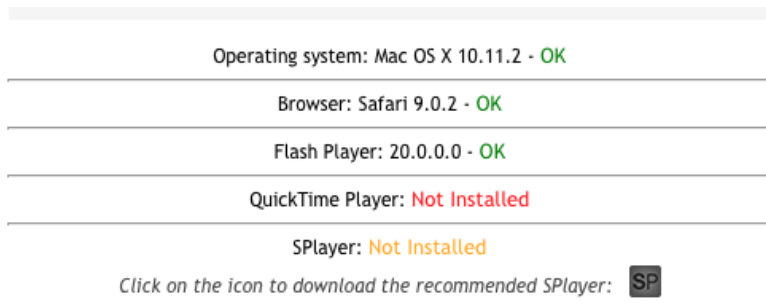 Operating system: Mac OS X 10.11.2 - OK
Browser: Safari 9.0.2 - OK
Flash Player: 20.0.0.0 - OK
QuickTime Player: Not Installed
SPlayer: Not Installed
Click on the icon to download the recommended SPlayer: SP